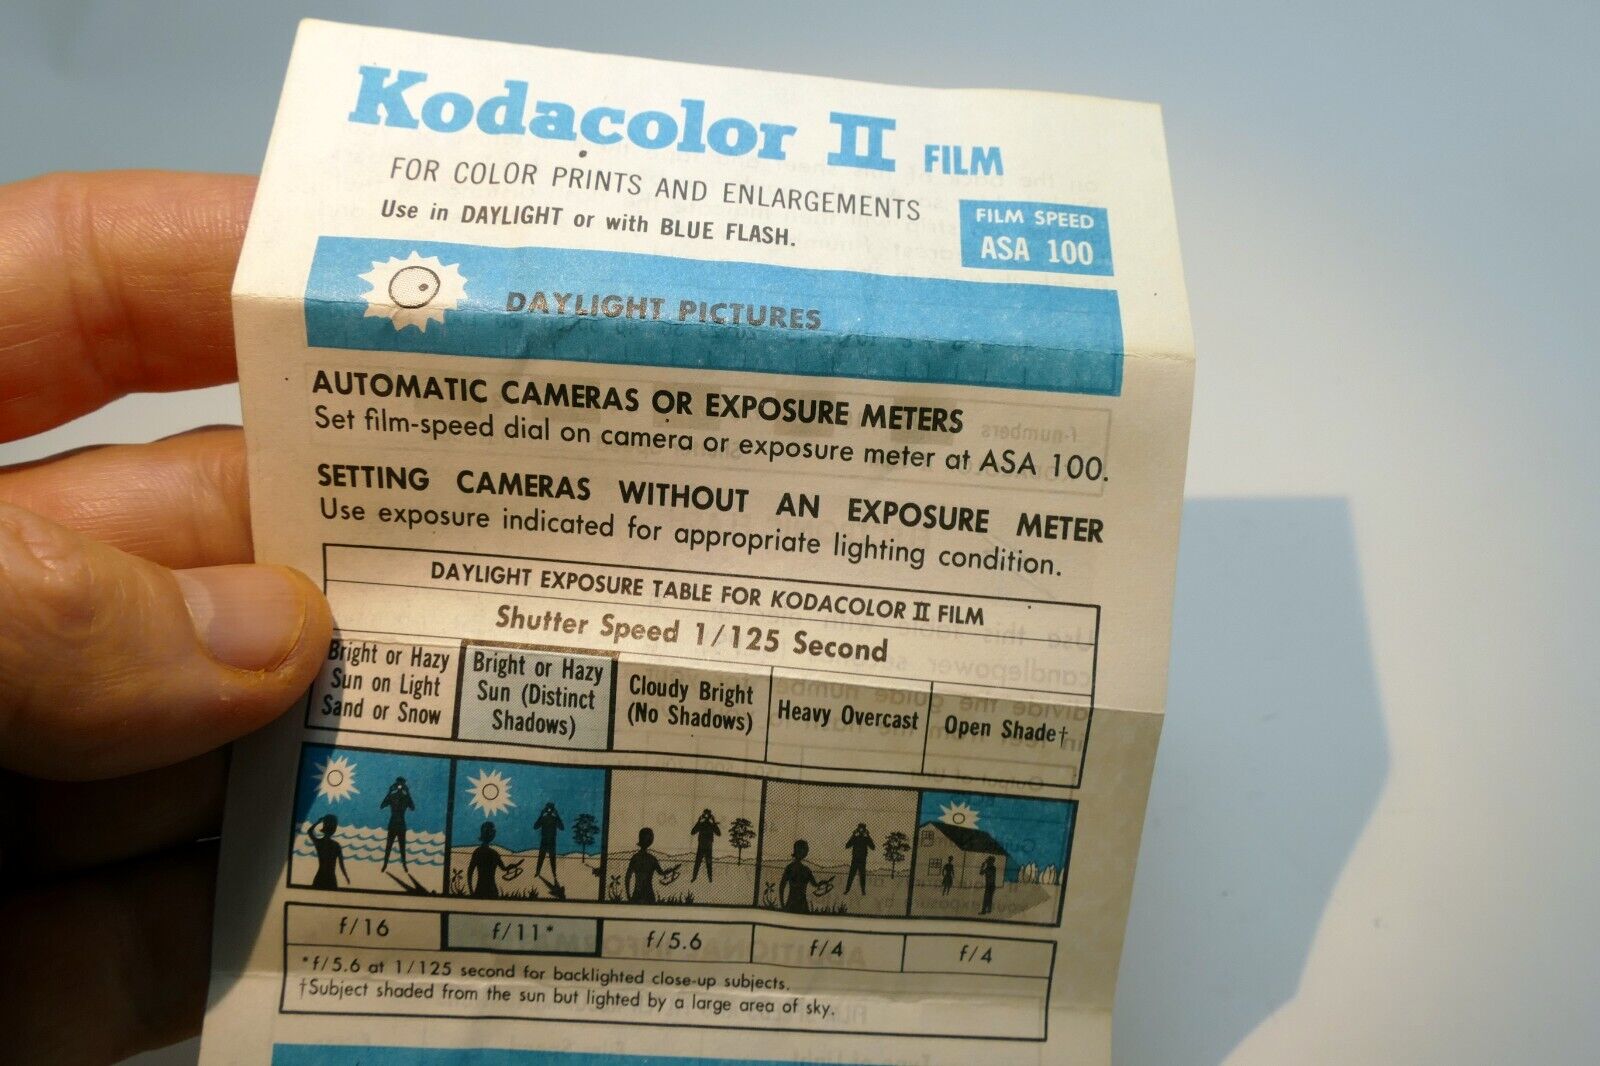 Kodacolor II FILM
FOR COLOR PRINTS AND ENLARGEMENTS
Use in DAYLIGHT or with BLUE FLASH.
FILM SPEED
ASA 100
DAYLIGHT PICTURES
AUTOMATIC CAMERAS OR EXPOSURE METERS
Set film-speed dial on camera or exposure meter at ASA 100.
SETTING CAMERAS WITHOUT AN EXPOSURE METER
Use exposure indicated for appropriate lighting condition.
DAYLIGHT EXPOSURE TABLE FOR KODACOLOR II FILM
Shutter Speed 1/125 Second
Bright or Hazy
Sun on Light
Sand or Snow
Bright or Hazy
Sun (Distinct
Shadows)
Cloudy Bright
(No Shadows)
Heavy Overcast
Open Shade†
f/16
f/11*
f/5.6
f/4
f/4
*f/5.6 at 1/125 second for backlighted close-up subjects.
†Subject shaded from the sun but lighted by a large area of sky.